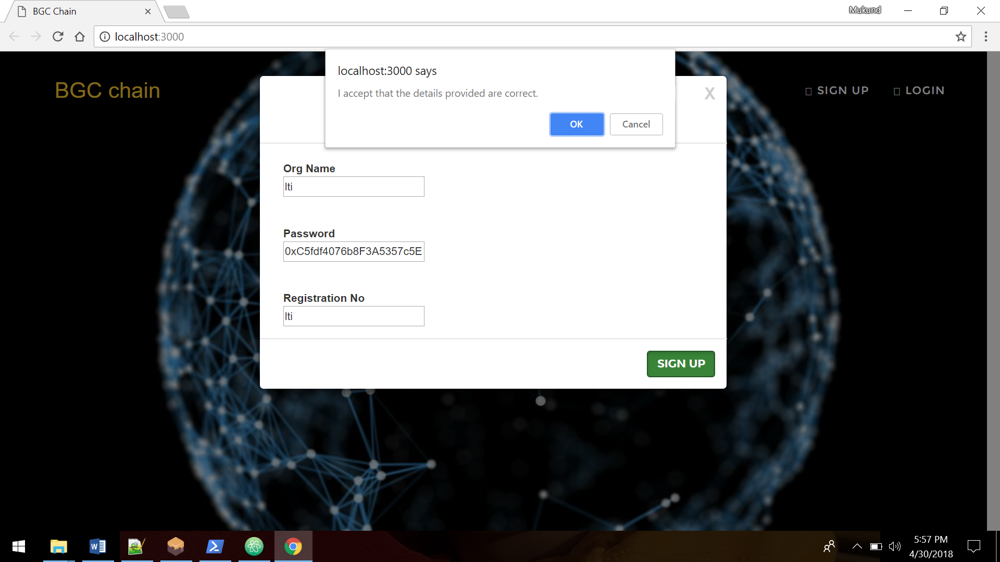 BGC Chain
Mukund
localhost:3000
localhost:3000 says
I accept that the details provided are correct.
OK
Cancel
BGC chain
SIGN UP
LOGIN
X
Org Name
lti
Password
0xC5fdf4076b8F3A5357c5E
Registration No
lti
SIGN UP
5:57 PM
4/30/2018